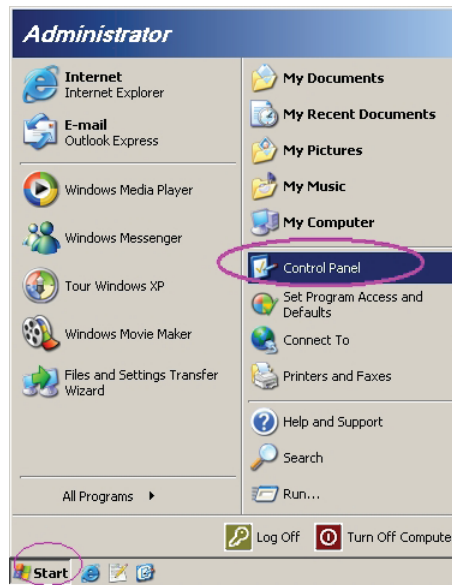 Administrator
Internet
Internet Explorer
E-mail
Outlook Express
Windows Media Player
Windows Messenger
Tour Windows XP
Windows Movie Maker
Files and Settings Transfer
Wizard
All Programs
My Documents
My Recent Documents
My Pictures
My Music
My Computer
Control Panel
Set Program Access and
Defaults
Connect To
Printers and Faxes
Help and Support
Search
Run...
Log Off
Turn Off Compute
Start